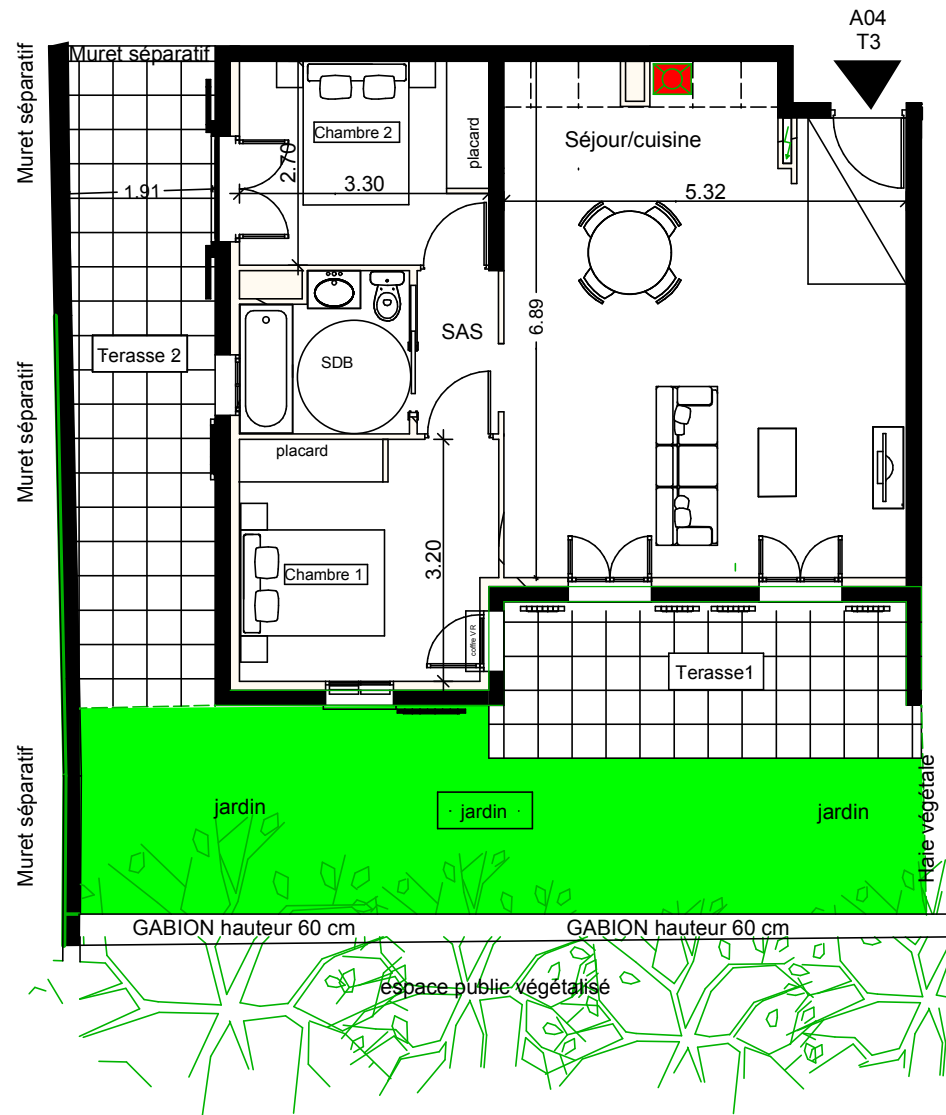 A04
T3
Muret séparatif
Muret séparatif
Chambre 2
placard
Séjour/cuisine
2.70
3.30
1.91
5.32
6.89
SAS
Terasse 2
SDB
Muret séparatif
placard
Chambre 1
3.20
coffre VR
Terasse1
Muret séparatif
jardin
jardin
jardin
Haie végétale
GABION hauteur 60 cm
GABION hauteur 60 cm
espace public végétalisé